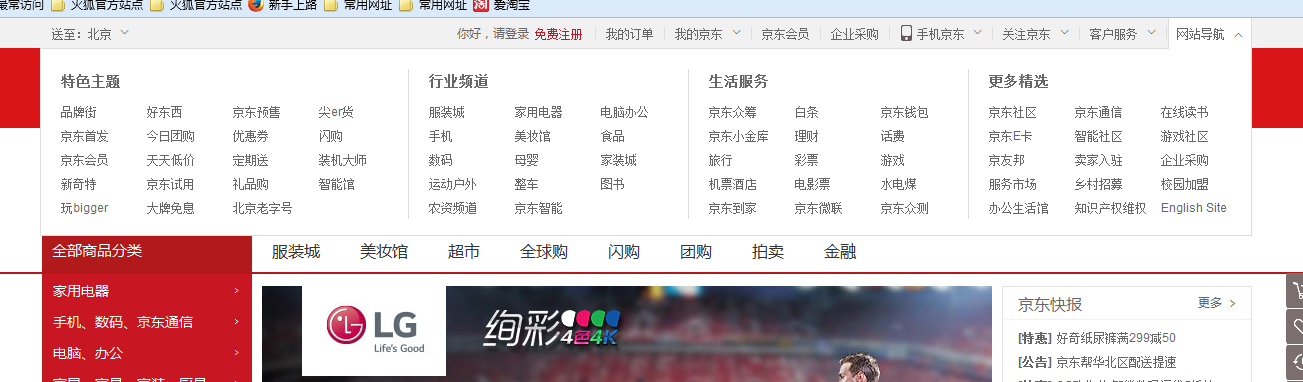 最常访问 火狐官方站点 火狐官方站点 新手上路 常用网址 常用网址 爱淘宝
送至：北京 你好，请登录 免费注册 我的订单 我的京东 京东会员 企业采购 手机京东 关注京东 客户服务 网站导航
特色主题 行业频道 生活服务 更多精选
品牌街 好东西 京东预售 尖er货 服装城 家用电器 电脑办公 京东众筹 白条 京东钱包 京东社区 京东通信 在线读书
京东首发 今日团购 优惠券 闪购 手机 美妆馆 食品 京东小金库 理财 话费 京东E卡 智能社区 游戏社区
京东会员 天天低价 定期送 装机大师 数码 母婴 家装城 旅行 彩票 游戏 京友邦 卖家入驻 企业采购
新奇特 京东试用 礼品购 智能馆 运动户外 整车 图书 机票酒店 电影票 水电煤 服务市场 乡村招募 校园加盟
玩bigger 大牌免息 北京老字号 农资频道 京东智能 京东到家 京东微联 京东众测 办公生活馆 知识产权维权 English Site
全部商品分类 服装城 美妆馆 超市 全球购 闪购 团购 拍卖 金融
家用电器
手机、数码、京东通信
电脑、办公
LG
Life's Good
绚彩4色4K
京东快报 更多
[特惠] 好奇纸尿裤满299减50
[公告] 京东帮华北区配送提速